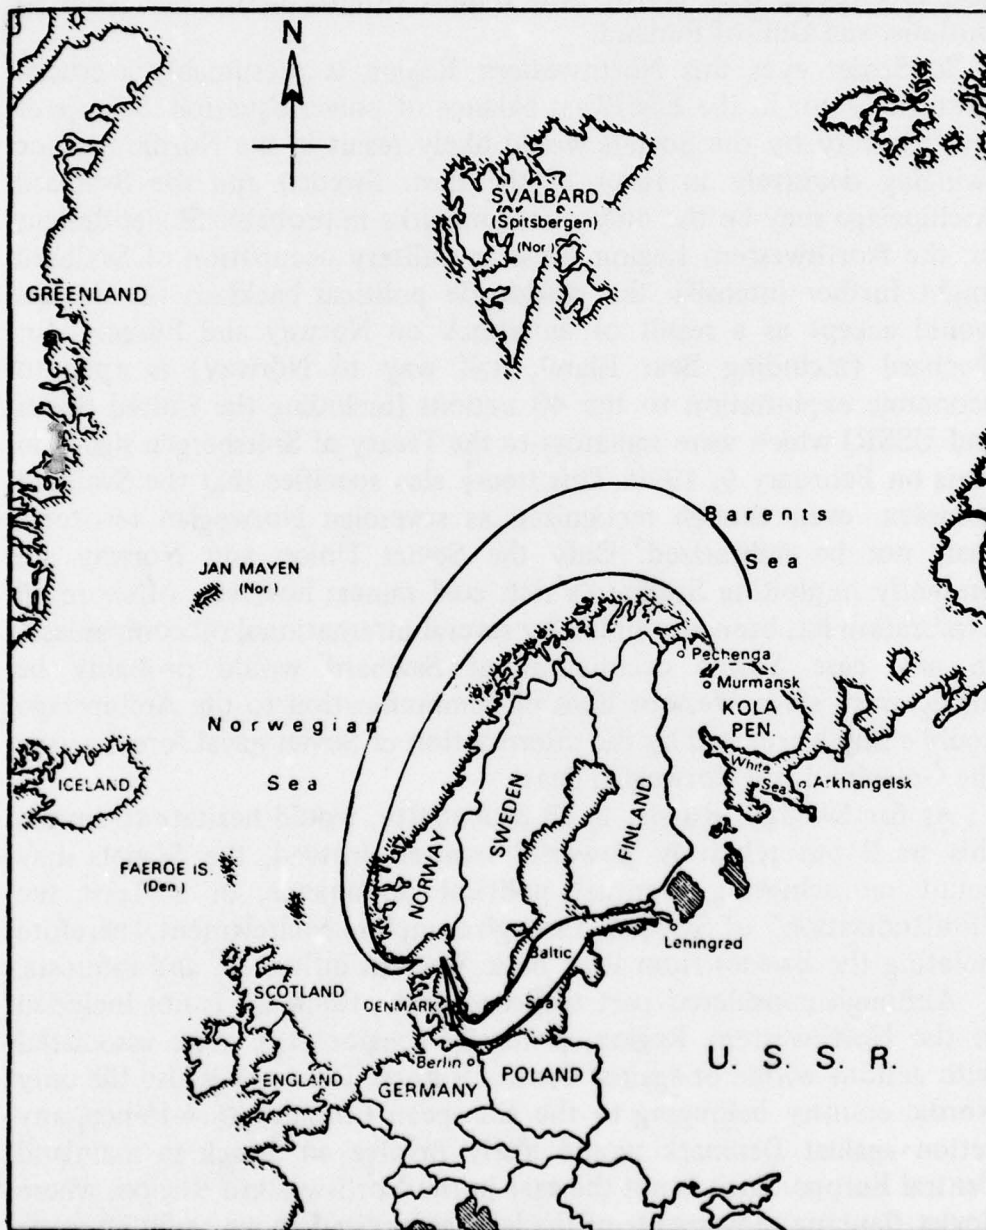 N
SVALBARD
(Spitsbergen)
(Nor.)
GREENLAND
Barents
Sea
JAN MAYEN
(Nor.)
Pechenga
Murmansk
KOLA
PEN.
Norwegian
Sea
White
Sea
Arkhangelsk
ICELAND
SWEDEN
FINLAND
NORWAY
FAEROE IS.
(Den.)
Leningrad
Baltic
Sea
SCOTLAND
DENMARK
USSR
Berlin
POLAND
ENGLAND
GERMANY